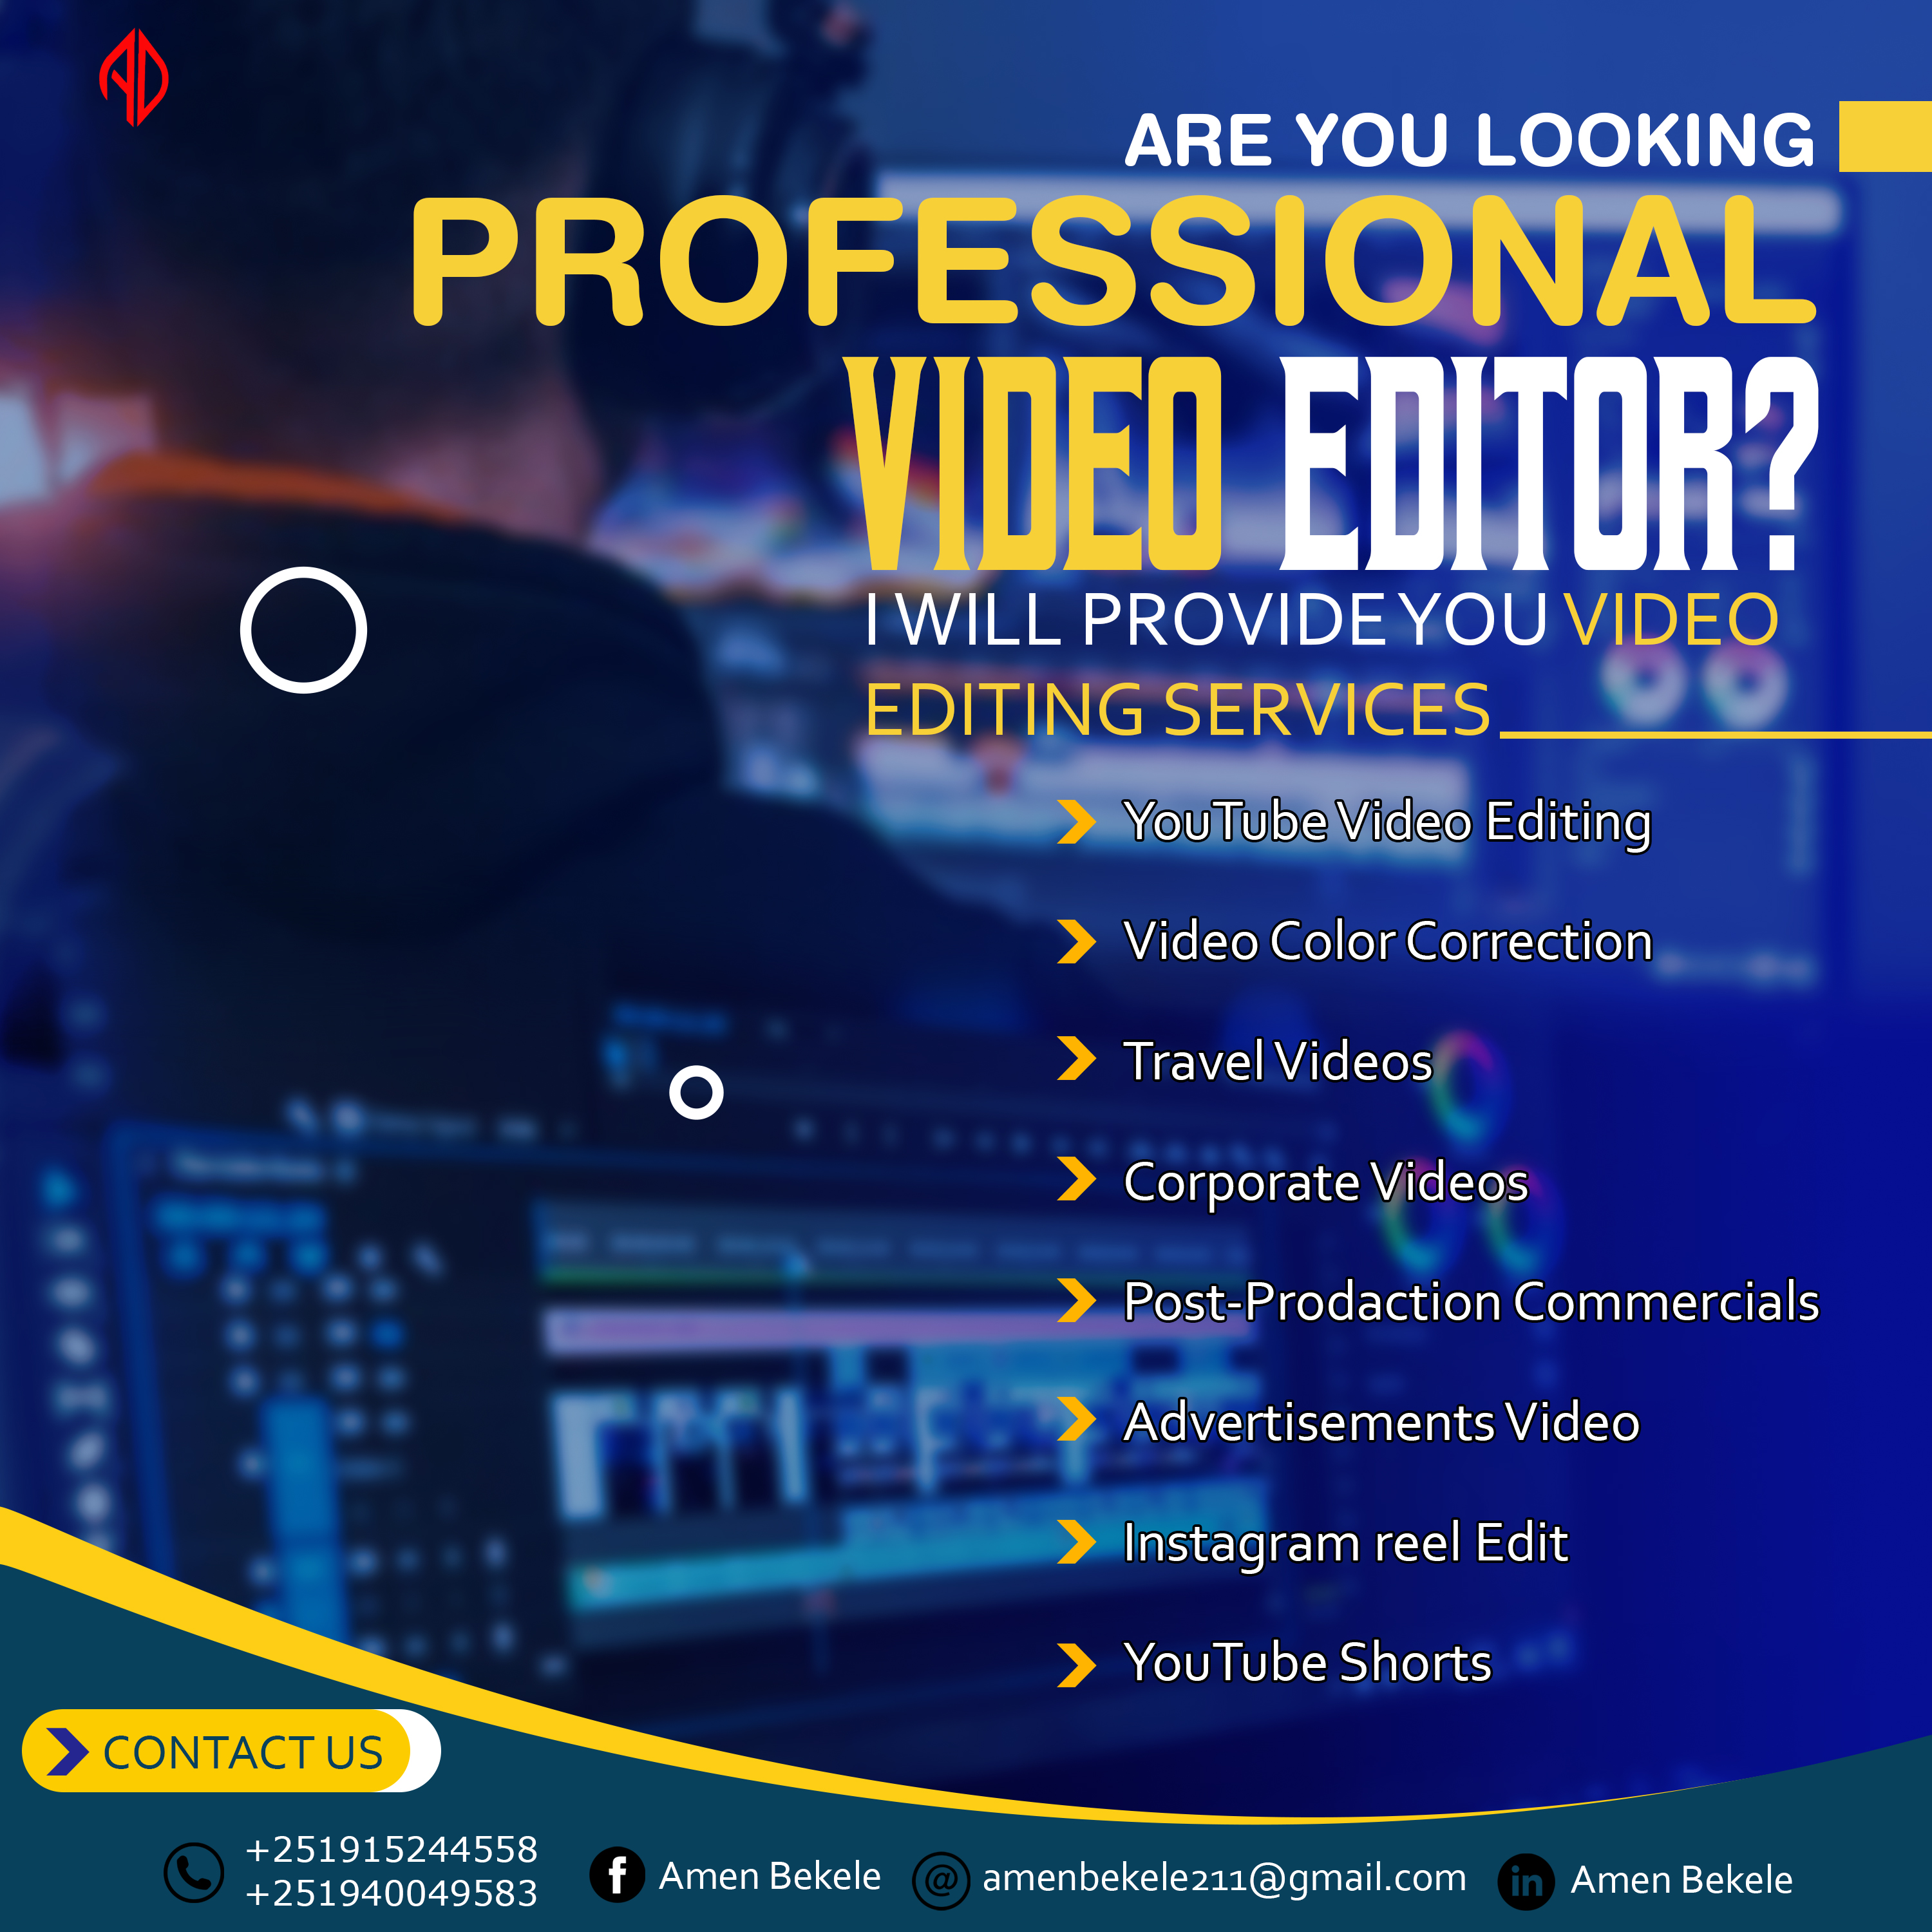 ARE YOU LOOKING
PROFESSIONAL
VIDEO EDITOR?
I WILL PROVIDE YOU VIDEO
EDITING SERVICES
YouTube Video Editing
Video Color Correction
Travel Videos
Corporate Videos
Post-Prodaction Commercials
Advertisements Video
Instagram reel Edit
YouTube Shorts
CONTACT US
+251915244558
+251940049583
Amen Bekele
amenbekele211@gmail.com
Amen Bekele